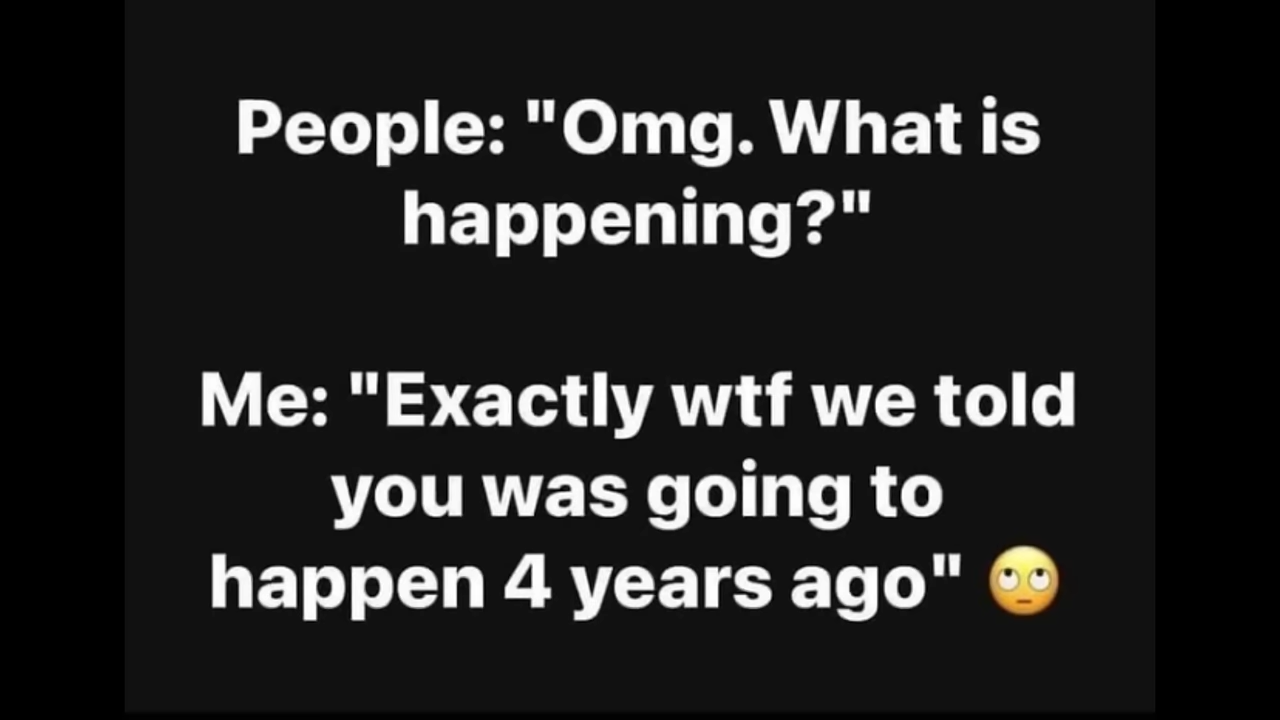 People: "Omg. What is
happening?"
Me: "Exactly wtf we told
you was going to
happen 4 years ago" 🙄